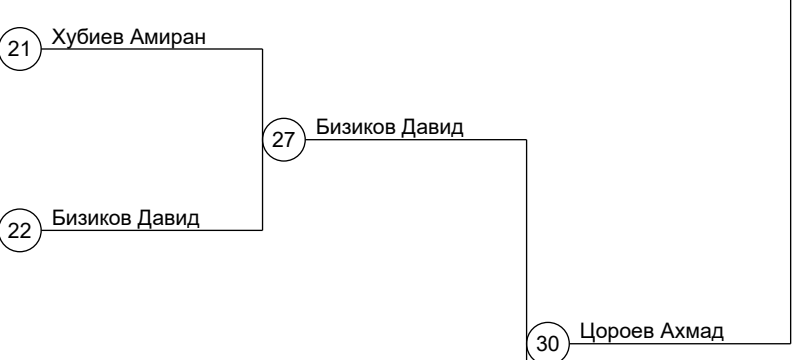 21 Хубиев Амиран
27 Бизиков Давид
22 Бизиков Давид
30 Цороев Ахмад